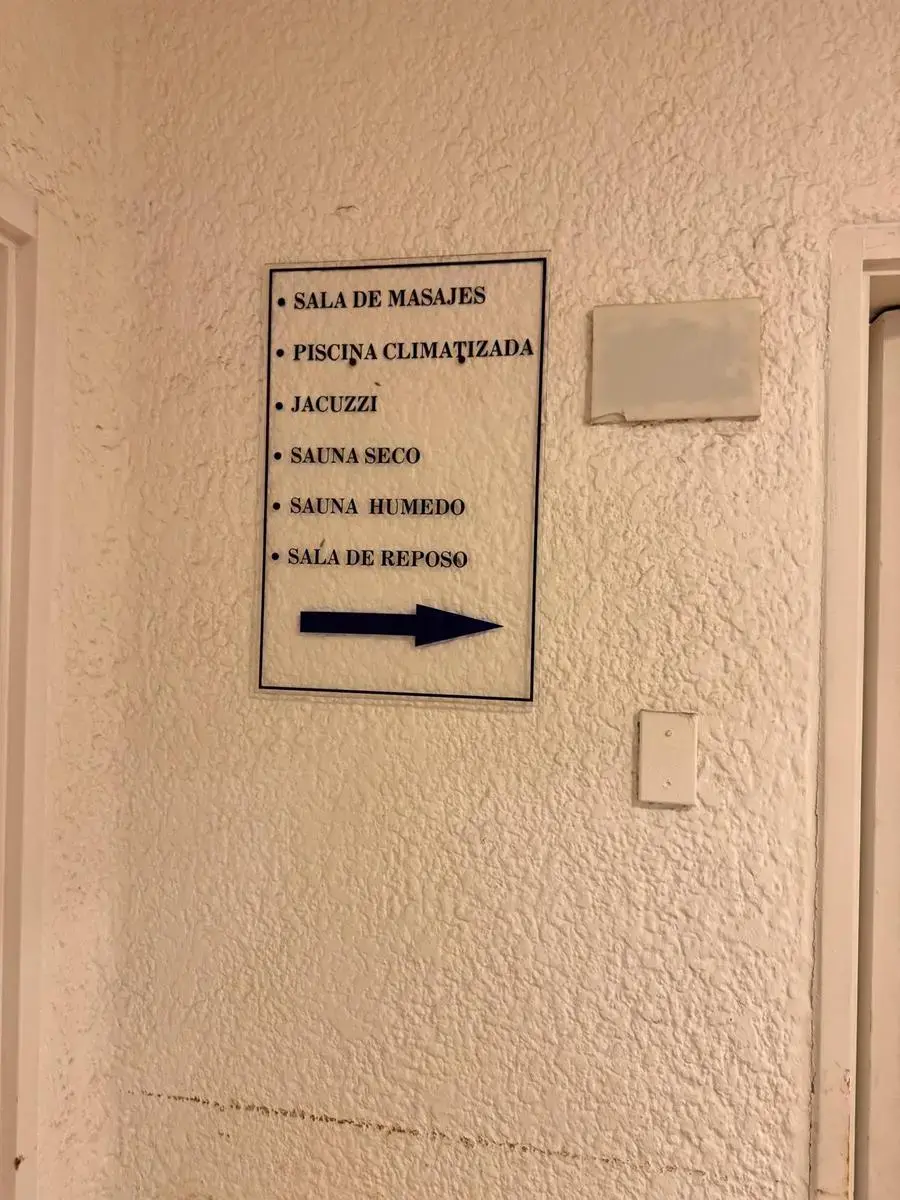 • SALA DE MASAJES
• PISCINA CLIMATIZADA
• JACUZZI
• SAUNA SECO
• SAUNA HUMEDO
• SALA DE REPOSO